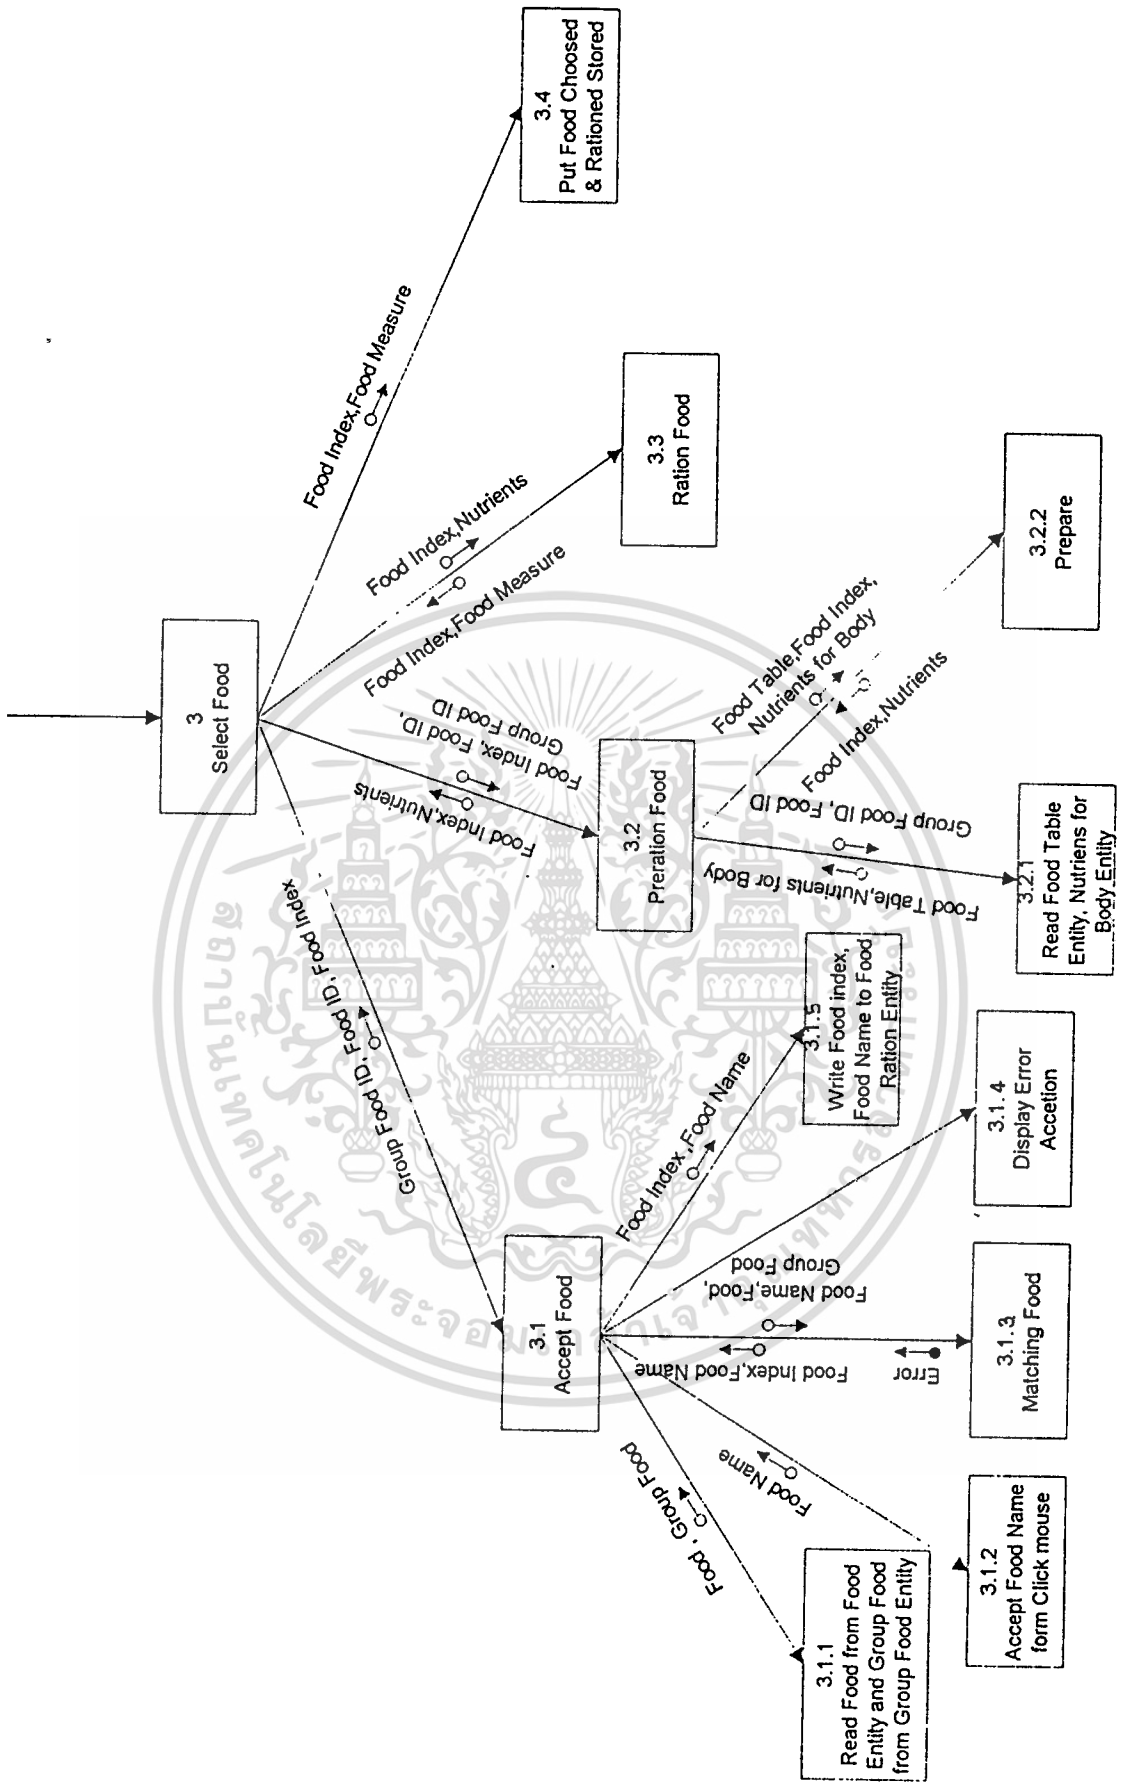 3
Select Food
Group Food ID, Food ID, Food Index
Food Index,Nutrients
Food Index, Food ID,
Group Food ID
Food Index,Nutrients
Food Index,Food Measure
Food Index,Food Measure
3.1
Accept Food
3.2
Preration Food
3.3
Ration Food
3.4
Put Food Choosed
& Rationed Stored
Food , Group Food
Food Name
Food Index,Food Name
Error
Food Name,Food,
Group Food
Food Index,Food Name
Food Table,Nutrients for Body
Group Food ID, Food ID
Food Table,Food Index,
Nutrients for Body
Food Index,Nutrients
3.1.1
Read Food from Food
Entity and Group Food
from Group Food Entity
3.1.2
Accept Food Name
form Click mouse
3.1.3
Matching Food
3.1.4
Display Error
Accetion
3.1.5
Write Food index,
Food Name to Food
Ration Entity
3.2.1
Read Food Table
Entity, Nutriens for
Body Entity
3.2.2
Prepare